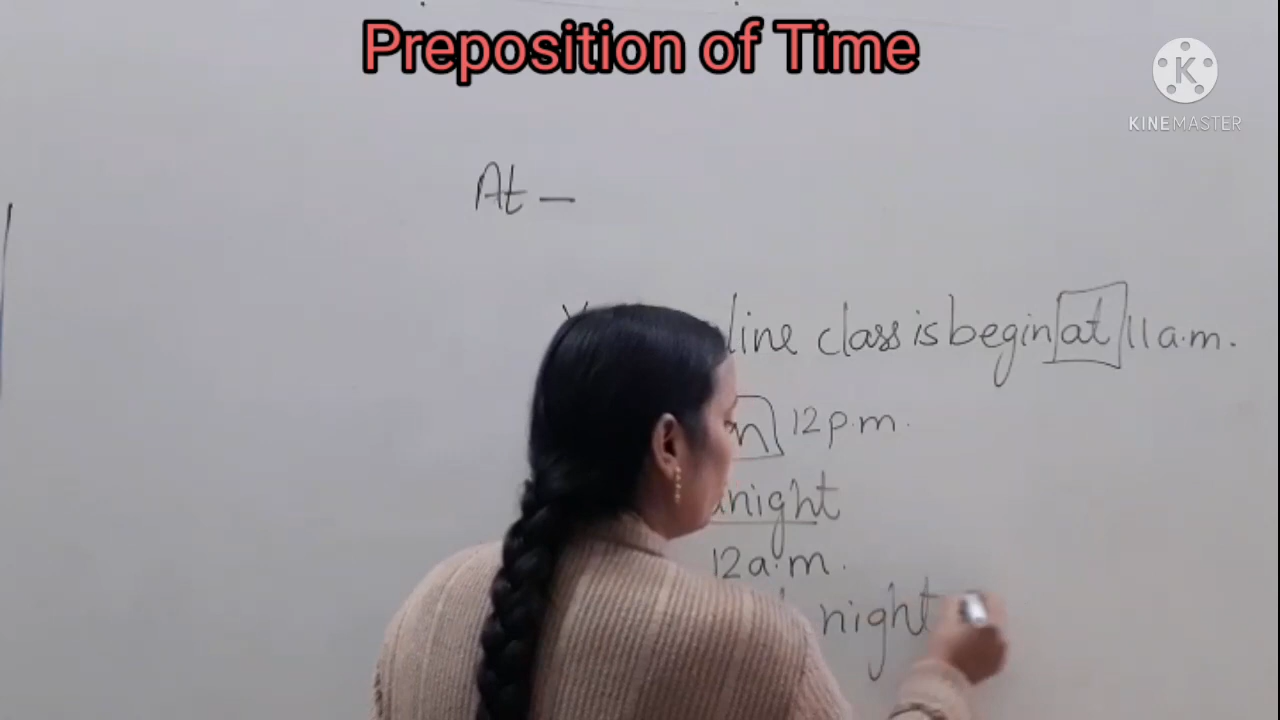 Preposition of Time
KINEMASTER
At —
line class is begin at 11 a.m.
12 p.m.
night
12 a.m.
night